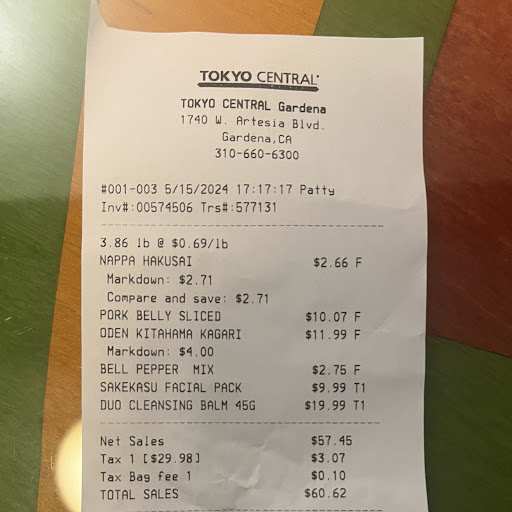 TOKYO CENTRAL
TOKYO CENTRAL Gardena
1740 W. Artesia Blvd.
Gardena,CA
310-660-6300
#001-003 5/15/2024 17:17:17 Patty
Inv#:00574506 Trs#:577131
3.86 lb @ $0.69/lb
NAPPA HAKUSAI $2.66 F
Markdown: $2.71
Compare and save: $2.71
PORK BELLY SLICED $10.07 F
ODEN KITAHAMA KAGARI $11.99 F
Markdown: $4.00
BELL PEPPER MIX $2.75 F
SAKEKASU FACIAL PACK $9.99 T1
DUO CLEANSING BALM 45G $19.99 T1
Net Sales $57.45
Tax 1 [$29.98] $3.07
Tax Bag fee 1 $0.10
TOTAL SALES $60.62